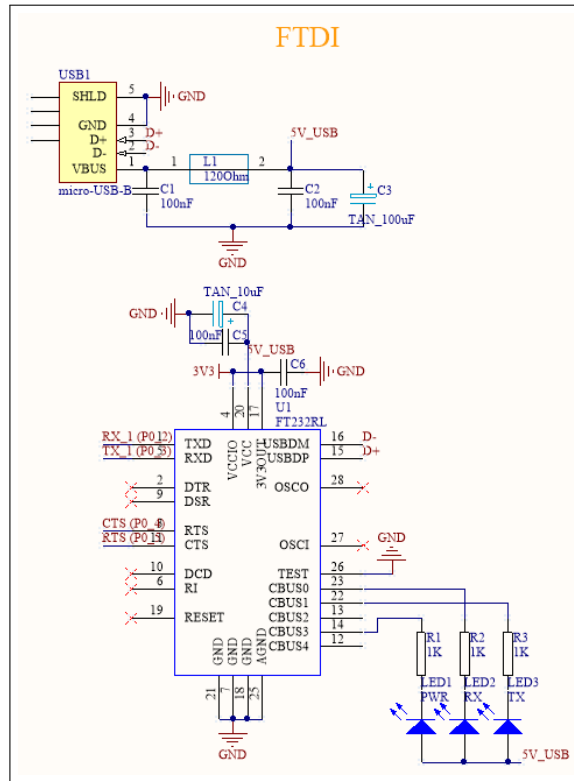 FTDI
USB1
SHLD 5 GND
GND 4
D+ 3 D+
D- 2 D-
VBUS 1
micro-USB-B
1 L1 2
120Ohm
5V_USB
C1
100nF
C2
100nF
C3
TAN_100uF
GND
TAN_10uF
GND C4
100nF C5
5V_USB
3V3 C6 GND
100nF
4 20 17
U1
FT232RL
VCCIO VCC 3V3OUT
RX_1 (P0_2) TXD USBDM 16 D-
TX_1 (P0_3) RXD USBDP 15 D+
2 DTR OSCO 28
9 DSR
CTS (P0_4) RTS
RTS (P0_5) CTS OSCI 27
GND
10 DCD TEST 26
6 RI CBUS0 23
CBUS1 22
19 RESET CBUS2 13
CBUS3 14
CBUS4 12
GND GND GND AGND
21 7 18 25
GND
R1 R2 R3
1K 1K 1K
LED1 LED2 LED3
PWR RX TX
5V_USB